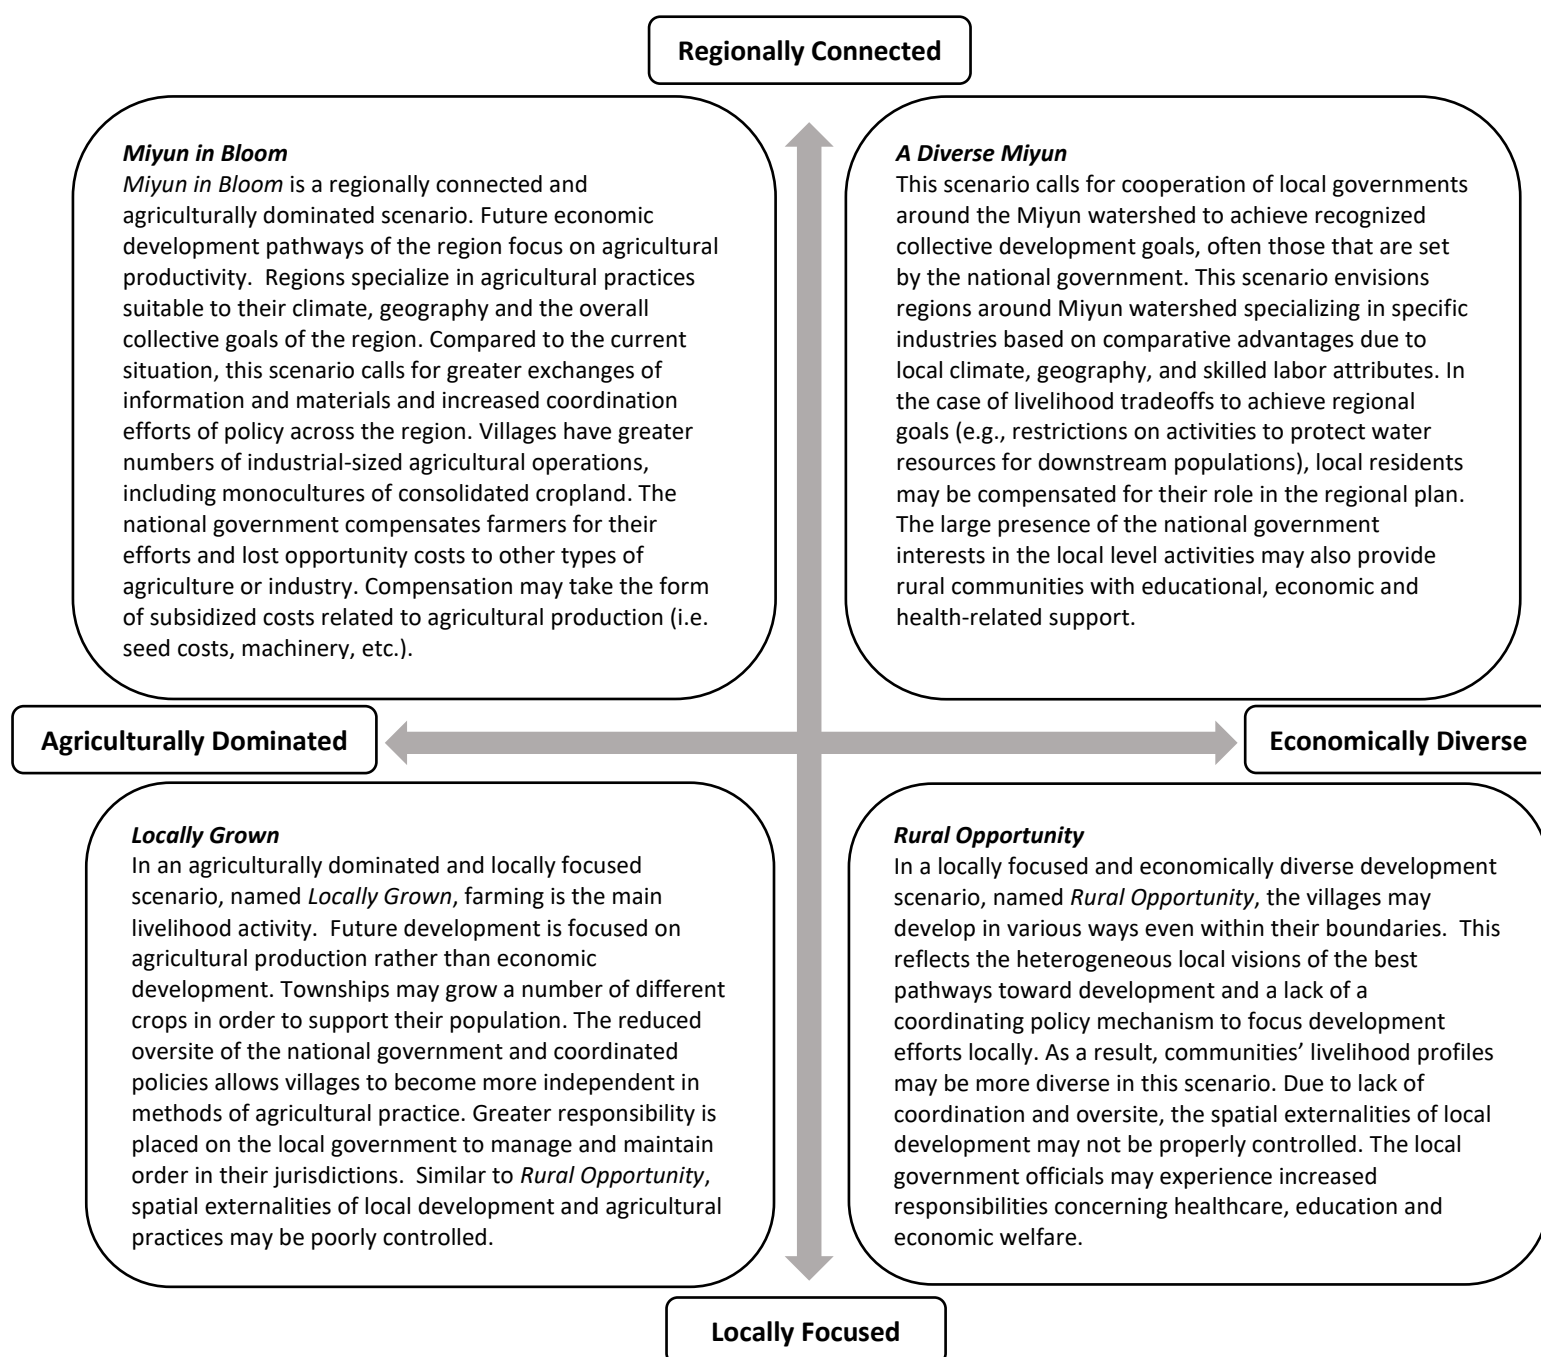 Regionally Connected
Miyun in Bloom
Miyun in Bloom is a regionally connected and
agriculturally dominated scenario. Future economic
development pathways of the region focus on agricultural
productivity.  Regions specialize in agricultural practices
suitable to their climate, geography and the overall
collective goals of the region. Compared to the current
situation, this scenario calls for greater exchanges of
information and materials and increased coordination
efforts of policy across the region. Villages have greater
numbers of industrial-sized agricultural operations,
including monocultures of consolidated cropland. The
national government compensates farmers for their
efforts and lost opportunity costs to other types of
agriculture or industry. Compensation may take the form
of subsidized costs related to agricultural production (i.e.
seed costs, machinery, etc.).
A Diverse Miyun
This scenario calls for cooperation of local governments
around the Miyun watershed to achieve recognized
collective development goals, often those that are set
by the national government. This scenario envisions
regions around Miyun watershed specializing in specific
industries based on comparative advantages due to
local climate, geography, and skilled labor attributes. In
the case of livelihood tradeoffs to achieve regional
goals (e.g., restrictions on activities to protect water
resources for downstream populations), local residents
may be compensated for their role in the regional plan.
The large presence of the national government
interests in the local level activities may also provide
rural communities with educational, economic and
health-related support.
Agriculturally Dominated
Economically Diverse
Locally Grown
In an agriculturally dominated and locally focused
scenario, named Locally Grown, farming is the main
livelihood activity.  Future development is focused on
agricultural production rather than economic
development. Townships may grow a number of different
crops in order to support their population. The reduced
oversite of the national government and coordinated
policies allows villages to become more independent in
methods of agricultural practice. Greater responsibility is
placed on the local government to manage and maintain
order in their jurisdictions.  Similar to Rural Opportunity,
spatial externalities of local development and agricultural
practices may be poorly controlled.
Rural Opportunity
In a locally focused and economically diverse development
scenario, named Rural Opportunity, the villages may
develop in various ways even within their boundaries.  This
reflects the heterogeneous local visions of the best
pathways toward development and a lack of a
coordinating policy mechanism to focus development
efforts locally. As a result, communities’ livelihood profiles
may be more diverse in this scenario. Due to lack of
coordination and oversite, the spatial externalities of local
development may not be properly controlled. The local
government officials may experience increased
responsibilities concerning healthcare, education and
economic welfare.
Locally Focused